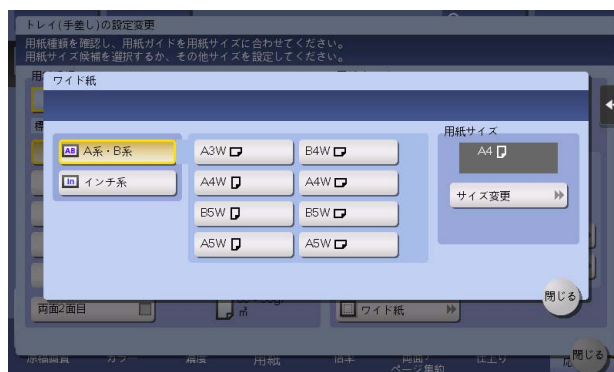 トレイ(手差し)の設定変更
用紙種類を確認し、用紙ガイドを用紙サイズに合わせてください。
用紙サイズ候補を選択するか、その他サイズを設定してください。
ワイド紙
用紙サイズ
AB A系・B系
A3W
B4W
A4
In インチ系
A4W
A4W
サイズ変更
B5W
B5W
A5W
A5W
閉じる
両面2面目
ワイド紙
原稿画質 カラー 濃度 用紙 倍率 両面/ 仕上り
ページ集約
閉じる